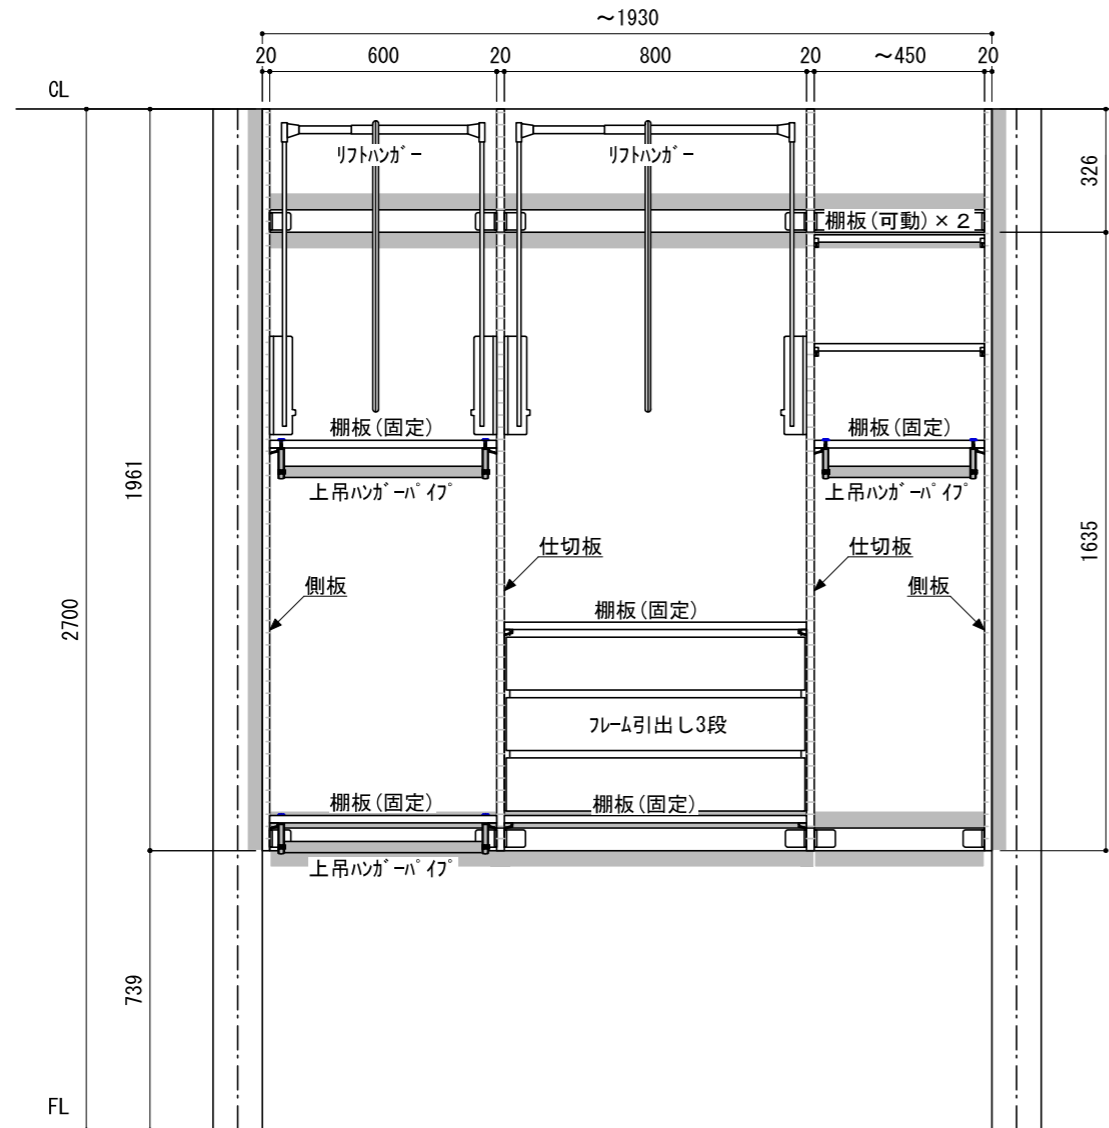 ～1930
20 600 20 800 20 ～450 20
CL
ﾘﾌﾄﾊﾝｶﾞｰ ﾘﾌﾄﾊﾝｶﾞｰ
326
棚板(可動)×2
棚板(固定) 棚板(固定)
1961
上吊ﾊﾝｶﾞｰﾊﾟｲﾌﾟ 上吊ﾊﾝｶﾞｰﾊﾟｲﾌﾟ
1635
仕切板 仕切板
側板 側板
2700
棚板(固定)
ﾌﾚｰﾑ引出し3段
棚板(固定) 棚板(固定)
上吊ﾊﾝｶﾞｰﾊﾟｲﾌﾟ
739
FL